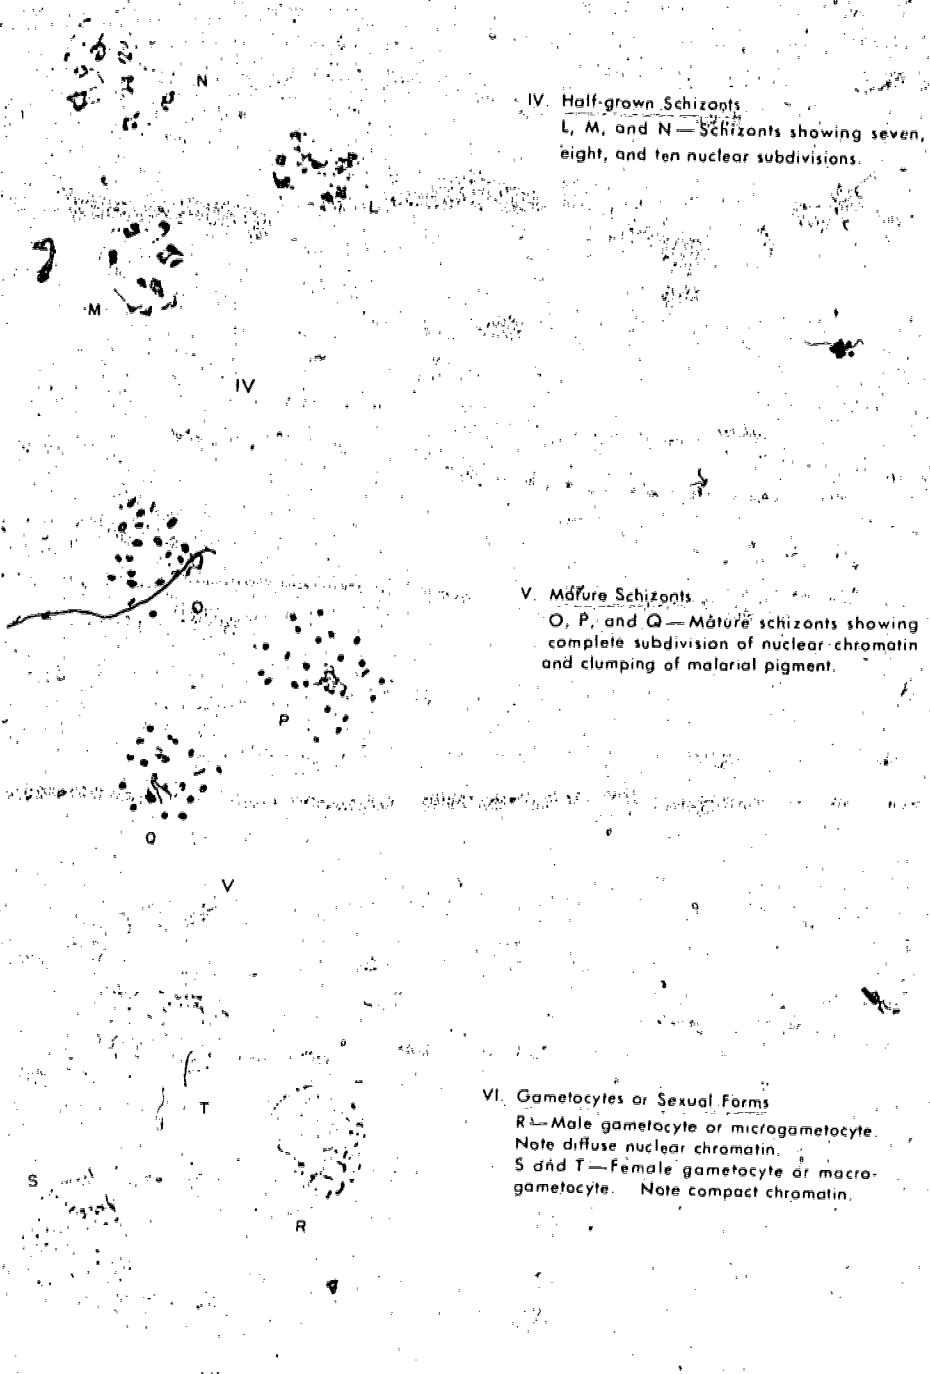 N
IV. Half-grown Schizonts
L, M, and N—Schizonts showing seven,
eight, and ten nuclear subdivisions.
L
M
IV
V. Mature Schizonts
O, P, and Q—Mature schizonts showing
complete subdivision of nuclear chromatin
and clumping of malarial pigment.
O
P
Q
V
VI. Gametocytes or Sexual Forms
R—Male gametocyte or microgametocyte.
Note diffuse nuclear chromatin.
S and T—Female gametocyte or macro-
gametocyte. Note compact chromatin.
T
S
R